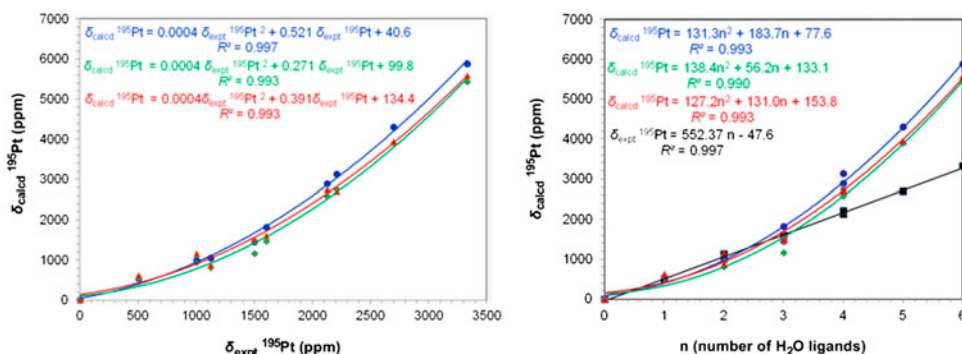 7000
6000
5000
4000
3000
2000
1000
0
δcalcd ¹⁹⁵Pt (ppm)
δcalcd ¹⁹⁵Pt = 0.0004 δexpt ¹⁹⁵Pt ² + 0.521 δexpt ¹⁹⁵Pt + 40.6
R² = 0.997
δcalcd ¹⁹⁵Pt = 0.0004 δexpt ¹⁹⁵Pt ² + 0.271 δexpt ¹⁹⁵Pt + 99.8
R² = 0.993
δcalcd ¹⁹⁵Pt = 0.0004δexpt ¹⁹⁵Pt ² + 0.391δexpt ¹⁹⁵Pt + 134.4
R² = 0.993
0 500 1000 1500 2000 2500 3000 3500
δexpt ¹⁹⁵Pt (ppm)
7000
6000
5000
4000
3000
2000
1000
0
δcalcd ¹⁹⁵Pt (ppm)
δcalcd ¹⁹⁵Pt = 131.3n² + 183.7n + 77.6
R² = 0.993
δcalcd ¹⁹⁵Pt = 138.4n² + 56.2n + 133.1
R² = 0.990
δcalcd ¹⁹⁵Pt = 127.2n² + 131.0n + 153.8
R² = 0.993
δexpt ¹⁹⁵Pt = 552.37 n - 47.6
R² = 0.997
0 1 2 3 4 5 6
n (number of H₂O ligands)